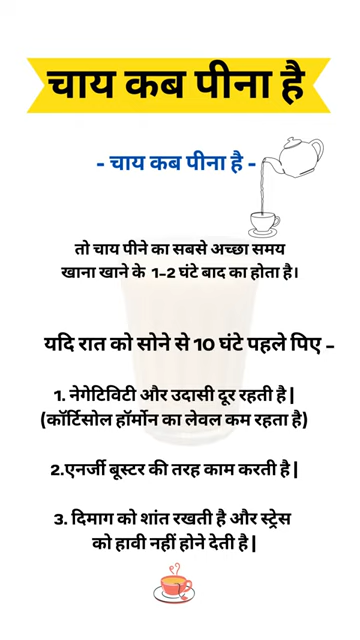 चाय कब पीना है
- चाय कब पीना है -
तो चाय पीने का सबसे अच्छा समय
खाना खाने के 1-2 घंटे बाद का होता है।
यदि रात को सोने से 10 घंटे पहले पिए -
1. नेगेटिविटी और उदासी दूर रहती है |
(कॉर्टिसोल हॉर्मोन का लेवल कम रहता है)
2.एनर्जी बूस्टर की तरह काम करती है |
3. दिमाग को शांत रखती है और स्ट्रेस
को हावी नहीं होने देती है |